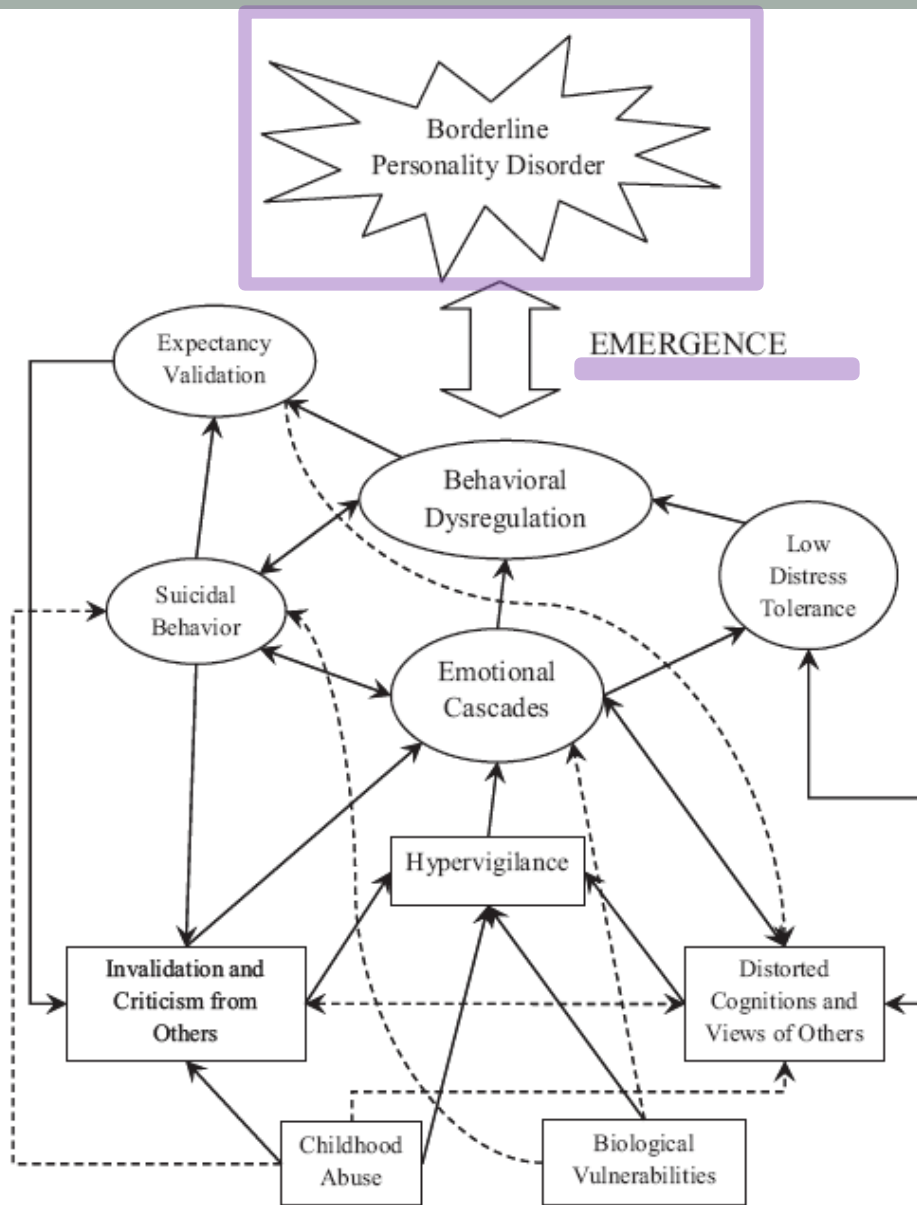 Borderline
Personality Disorder
EMERGENCE
Expectancy
Validation
Behavioral
Dysregulation
Low
Distress
Tolerance
Suicidal
Behavior
Emotional
Cascades
Hypervigilance
Invalidation and
Criticism from
Others
Distorted
Cognitions and
Views of Others
Childhood
Abuse
Biological
Vulnerabilities